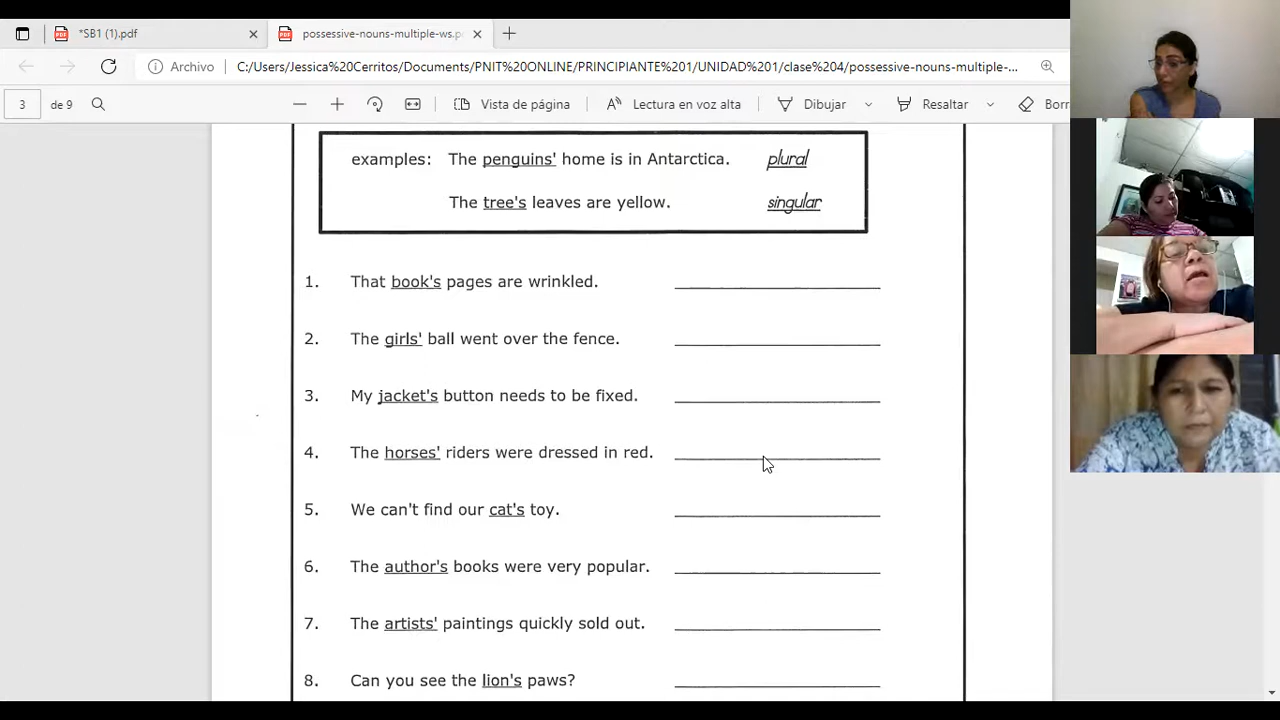 *SB1 (1).pdf
possessive-nouns-multiple-ws.p
Archivo C:/Users/Jessica%20Cerritos/Documents/PNIT%20ONLINE/PRINCIPIANTE%201/UNIDAD%201/clase%204/possessive-nouns-multiple-...
3 de 9 Vista de página Lectura en voz alta Dibujar Resaltar Borr
examples: The penguins' home is in Antarctica. plural
The tree's leaves are yellow. singular
1. That book's pages are wrinkled.
2. The girls' ball went over the fence.
3. My jacket's button needs to be fixed.
4. The horses' riders were dressed in red.
5. We can't find our cat's toy.
6. The author's books were very popular.
7. The artists' paintings quickly sold out.
8. Can you see the lion's paws?